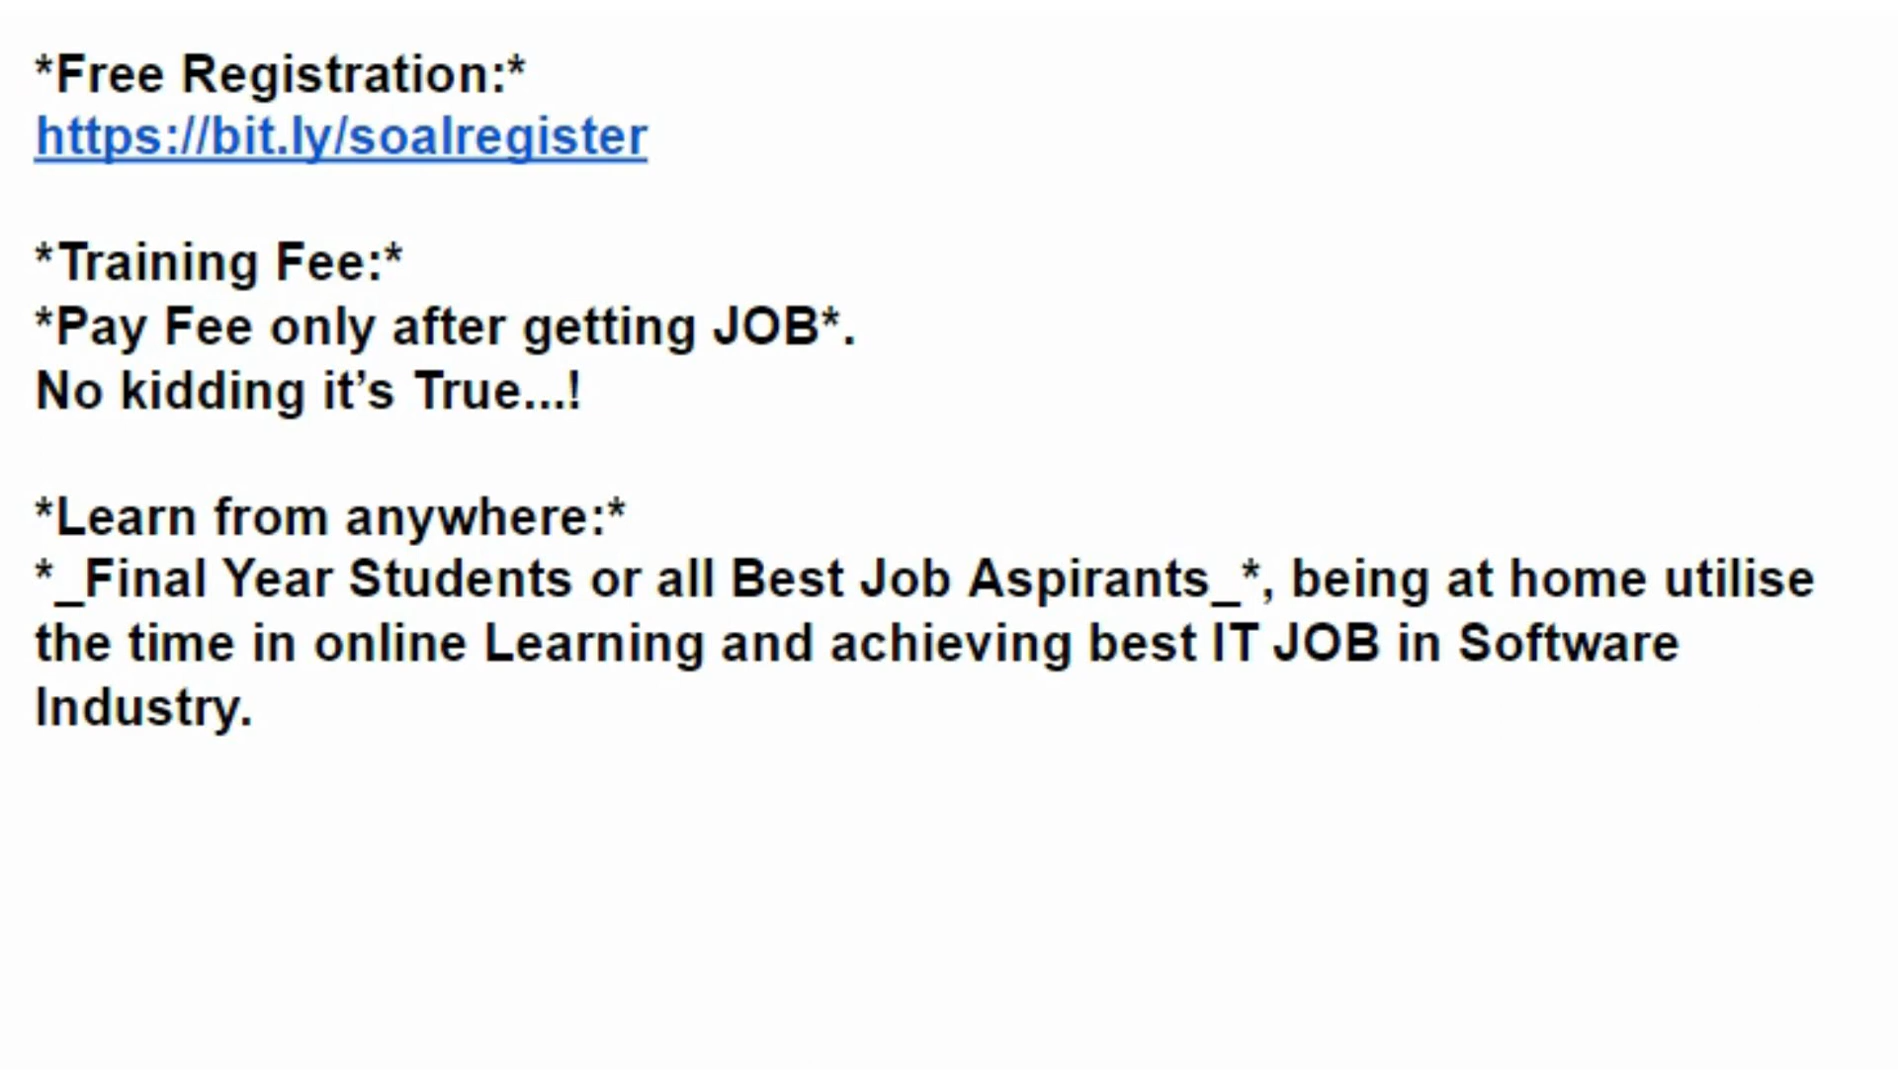 *Free Registration:*
https://bit.ly/soalregister
*Training Fee:*
*Pay Fee only after getting JOB*.
No kidding it’s True...!
*Learn from anywhere:*
*_Final Year Students or all Best Job Aspirants_*, being at home utilise
the time in online Learning and achieving best IT JOB in Software
Industry.